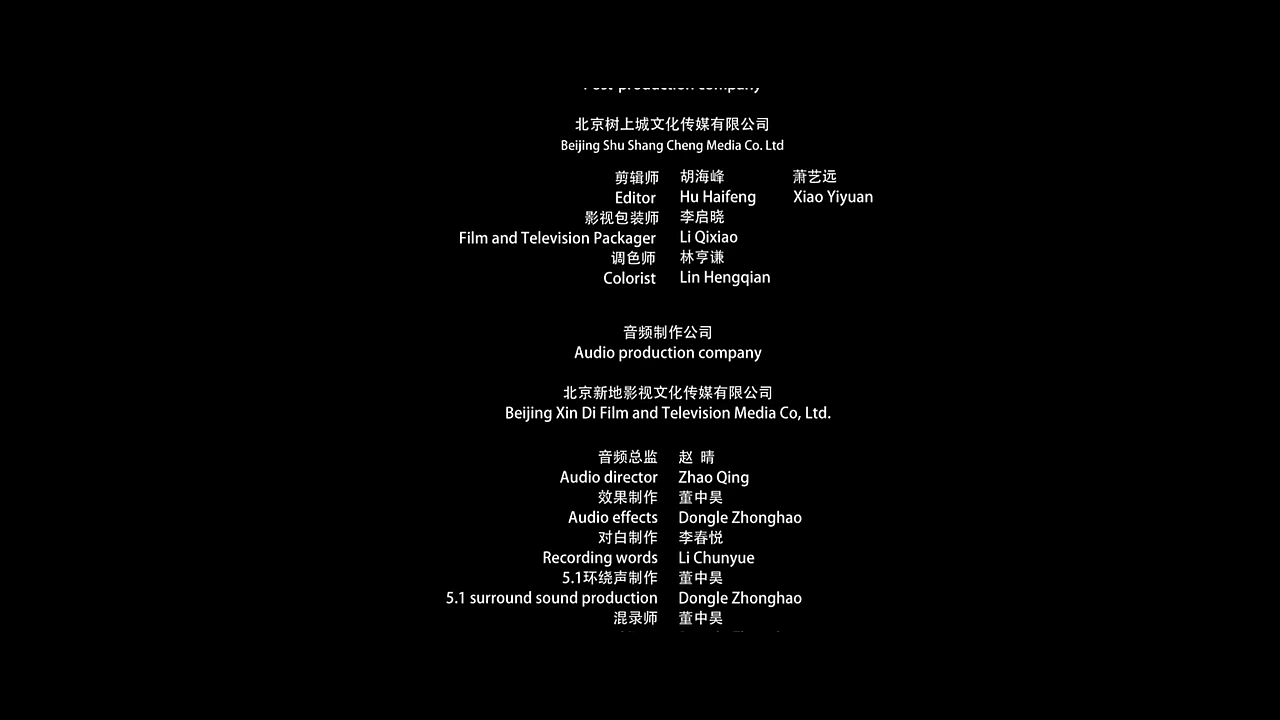 Post-production company
北京树上城文化传媒有限公司
Beijing Shu Shang Cheng Media Co. Ltd
剪辑师 胡海峰 萧艺远
Editor Hu Haifeng Xiao Yiyuan
影视包装师 李启晓
Film and Television Packager Li Qixiao
调色师 林亨谦
Colorist Lin Hengqian
音频制作公司
Audio production company
北京新地影视文化传媒有限公司
Beijing Xin Di Film and Television Media Co, Ltd.
音频总监 赵 晴
Audio director Zhao Qing
效果制作 董中昊
Audio effects Dongle Zhonghao
对白制作 李春悦
Recording words Li Chunyue
5.1环绕声制作 董中昊
5.1 surround sound production Dongle Zhonghao
混录师 董中昊